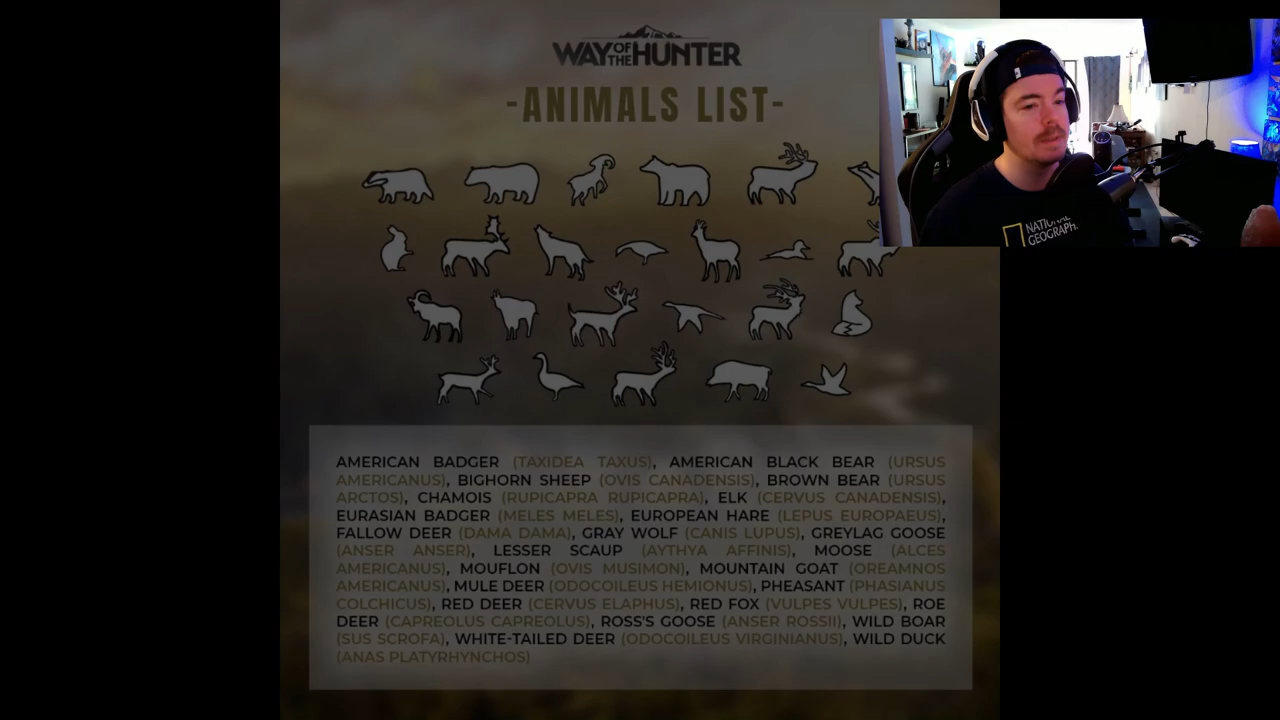 WAY OF THE HUNTER
-ANIMALS LIST-
NATIONAL
GEOGRAPH
AMERICAN BADGER (TAXIDEA TAXUS), AMERICAN BLACK BEAR (URSUS
AMERICANUS), BIGHORN SHEEP (OVIS CANADENSIS), BROWN BEAR (URSUS
ARCTOS), CHAMOIS (RUPICAPRA RUPICAPRA), ELK (CERVUS CANADENSIS),
EURASIAN BADGER (MELES MELES), EUROPEAN HARE (LEPUS EUROPAEUS),
FALLOW DEER (DAMA DAMA), GRAY WOLF (CANIS LUPUS), GREYLAG GOOSE
(ANSER ANSER), LESSER SCAUP (AYTHYA AFFINIS), MOOSE (ALCES
AMERICANUS), MOUFLON (OVIS MUSIMON), MOUNTAIN GOAT (OREAMNOS
AMERICANUS), MULE DEER (ODOCOILEUS HEMIONUS), PHEASANT (PHASIANUS
COLCHICUS), RED DEER (CERVUS ELAPHUS), RED FOX (VULPES VULPES), ROE
DEER (CAPREOLUS CAPREOLUS), ROSS'S GOOSE (ANSER ROSSII), WILD BOAR
(SUS SCROFA), WHITE-TAILED DEER (ODOCOILEUS VIRGINIANUS), WILD DUCK
(ANAS PLATYRHYNCHOS)